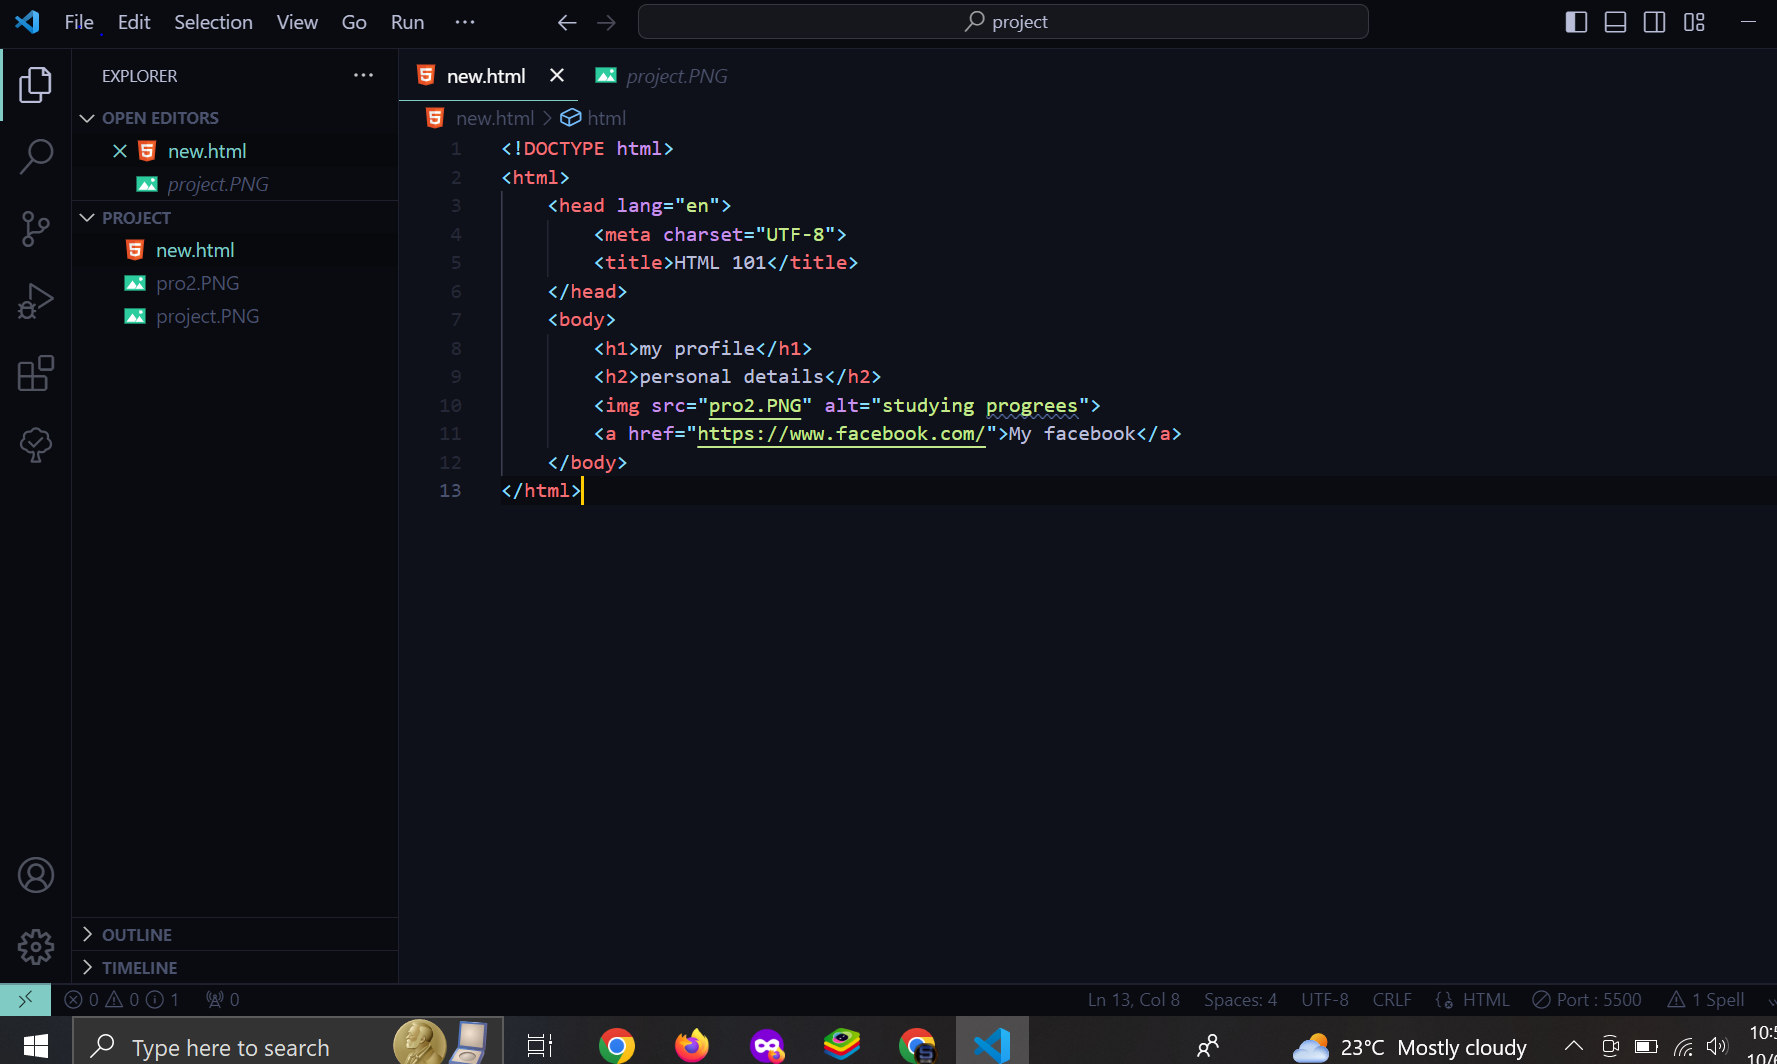 File Edit Selection View Go Run ···
project
EXPLORER ···
OPEN EDITORS
new.html
project.PNG
PROJECT
new.html
pro2.PNG
project.PNG
OUTLINE
TIMELINE
new.html project.PNG
new.html > html
1 <!DOCTYPE html>
2 <html>
3 <head lang="en">
4 <meta charset="UTF-8">
5 <title>HTML 101</title>
6 </head>
7 <body>
8 <h1>my profile</h1>
9 <h2>personal details</h2>
10 <img src="pro2.PNG" alt="studying progrees">
11 <a href="https://www.facebook.com/">My facebook</a>
12 </body>
13 </html>
0 0 1 0 Ln 13, Col 8 Spaces: 4 UTF-8 CRLF HTML Port : 5500 1 Spell
Type here to search 23°C Mostly cloudy